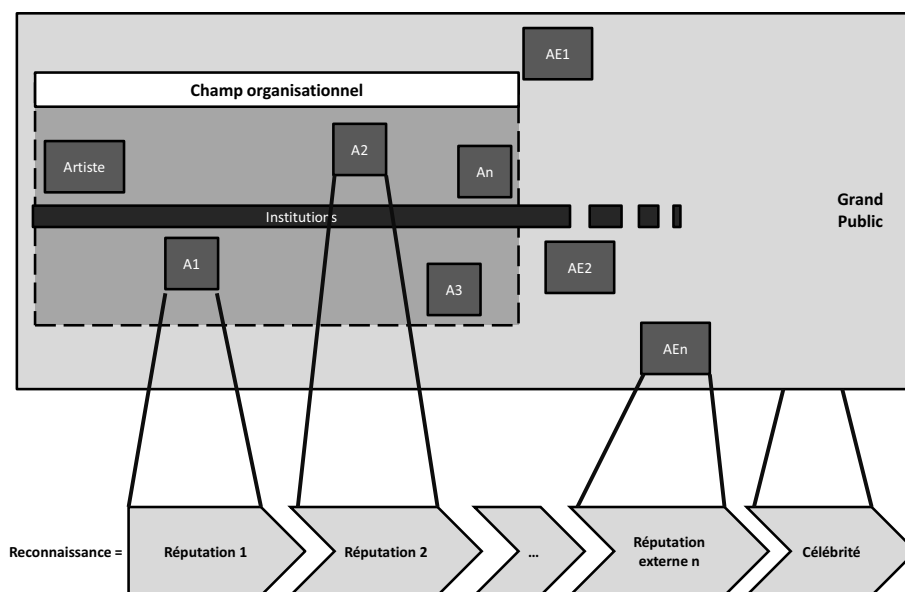 AE1
Champ organisationnel
A2
Artiste
An
Grand
Public
Institutions
A1
AE2
A3
AEn
Reconnaissance =
Réputation 1
Réputation 2
...
Réputation
externe n
Célébrité